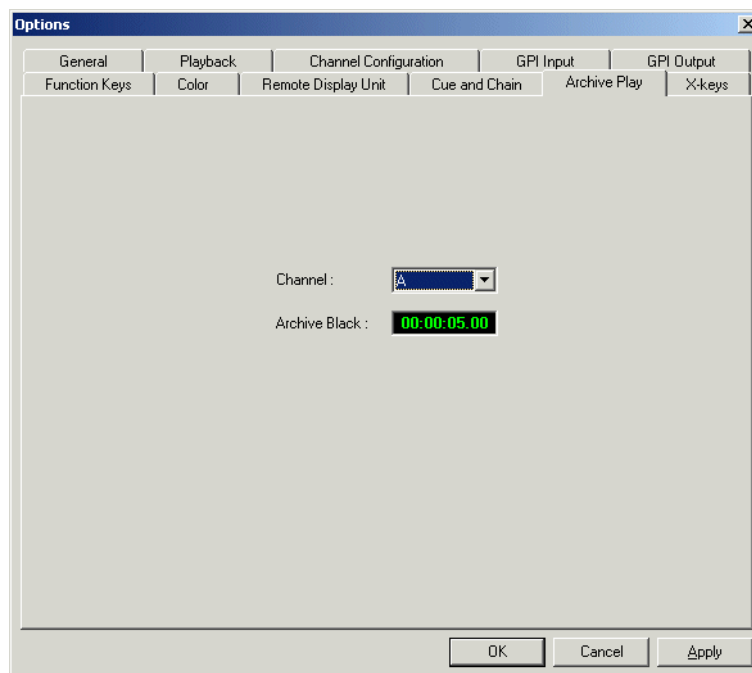 Options
General Playback Channel Configuration GPI Input GPI Output
Function Keys Color Remote Display Unit Cue and Chain Archive Play X-keys
Channel : A
Archive Black : 00:00:05.00
OK Cancel Apply